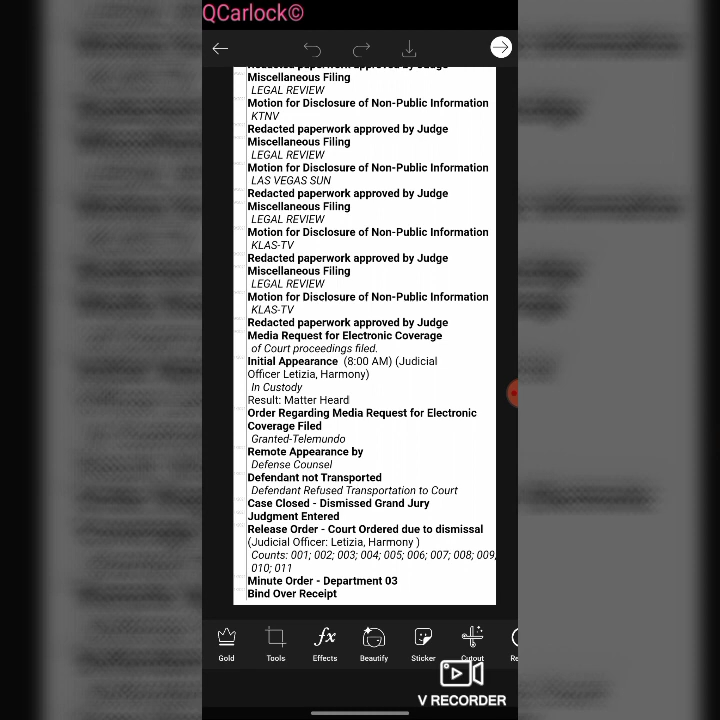 QCarlock©
Redacted paperwork approved by Judge
Miscellaneous Filing
LEGAL REVIEW
Motion for Disclosure of Non-Public Information
KTNV
Redacted paperwork approved by Judge
Miscellaneous Filing
LEGAL REVIEW
Motion for Disclosure of Non-Public Information
LAS VEGAS SUN
Redacted paperwork approved by Judge
Miscellaneous Filing
LEGAL REVIEW
Motion for Disclosure of Non-Public Information
KLAS-TV
Redacted paperwork approved by Judge
Miscellaneous Filing
LEGAL REVIEW
Motion for Disclosure of Non-Public Information
KLAS-TV
Redacted paperwork approved by Judge
Media Request for Electronic Coverage
of Court proceedings filed.
Initial Appearance (8:00 AM) (Judicial
Officer Letizia, Harmony)
In Custody
Result: Matter Heard
Order Regarding Media Request for Electronic
Coverage Filed
Granted-Telemundo
Remote Appearance by
Defense Counsel
Defendant not Transported
Defendant Refused Transportation to Court
Case Closed - Dismissed Grand Jury
Judgment Entered
Release Order - Court Ordered due to dismissal
(Judicial Officer: Letizia, Harmony )
Counts: 001; 002; 003; 004; 005; 006; 007; 008; 009,
010; 011
Minute Order - Department 03
Bind Over Receipt
Gold Tools Effects Beautify Sticker Cutout Re
V RECORDER